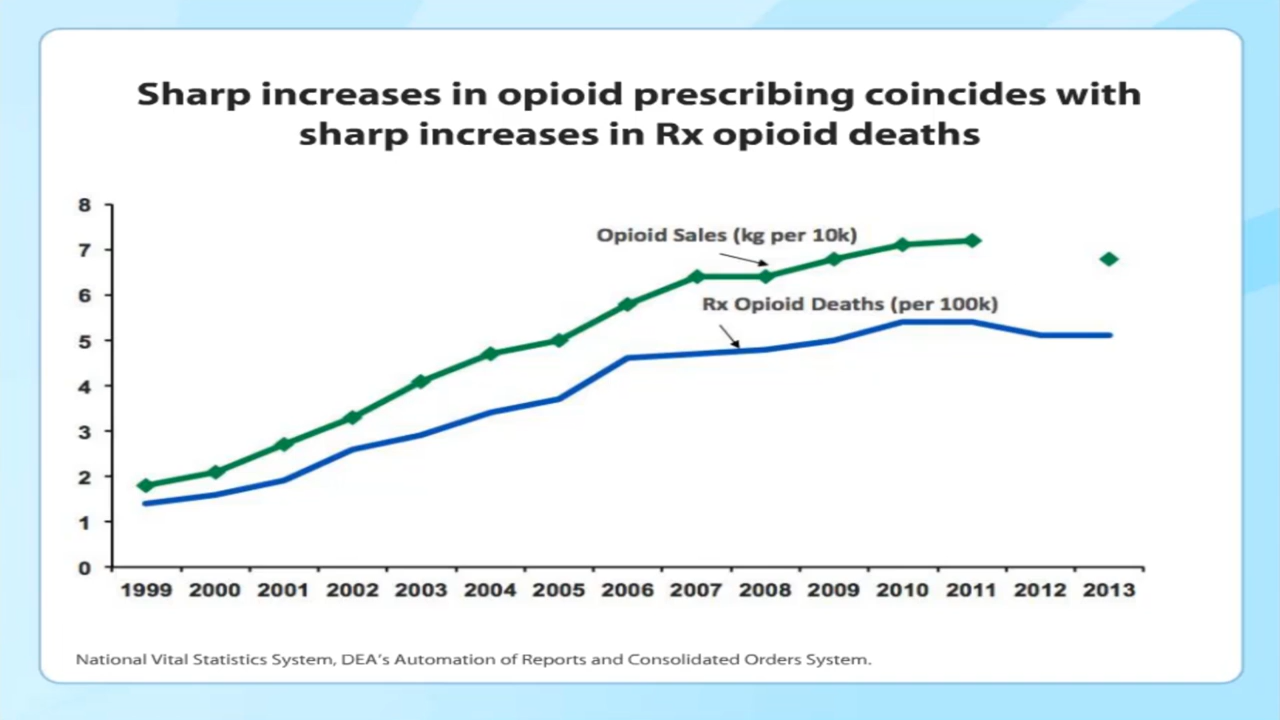 Sharp increases in opioid prescribing coincides with
sharp increases in Rx opioid deaths
8
Opioid Sales (kg per 10k)
7
6
Rx Opioid Deaths (per 100k)
5
4
3
2
1
0
1999 2000 2001 2002 2003 2004 2005 2006 2007 2008 2009 2010 2011 2012 2013
National Vital Statistics System, DEA's Automation of Reports and Consolidated Orders System.